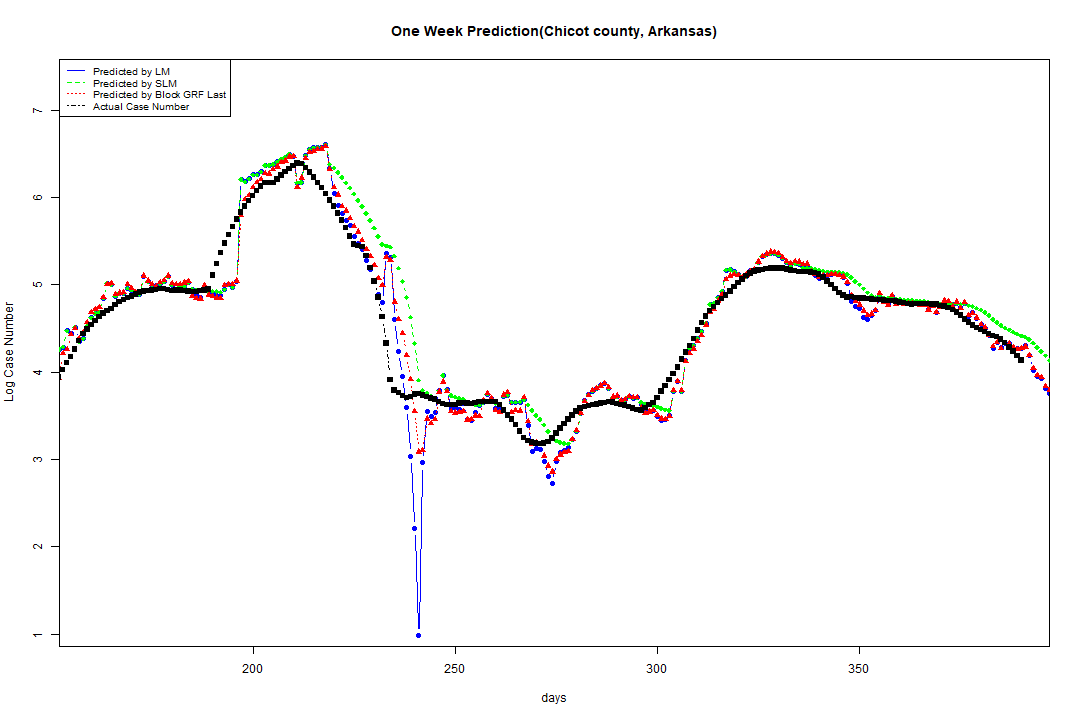 One Week Prediction(Chicot county, Arkansas)
Predicted by LM
Predicted by SLM
Predicted by Block GRF Last
Actual Case Number
7
6
5
4
3
2
1
Log Case Number
200 250 300 350
days